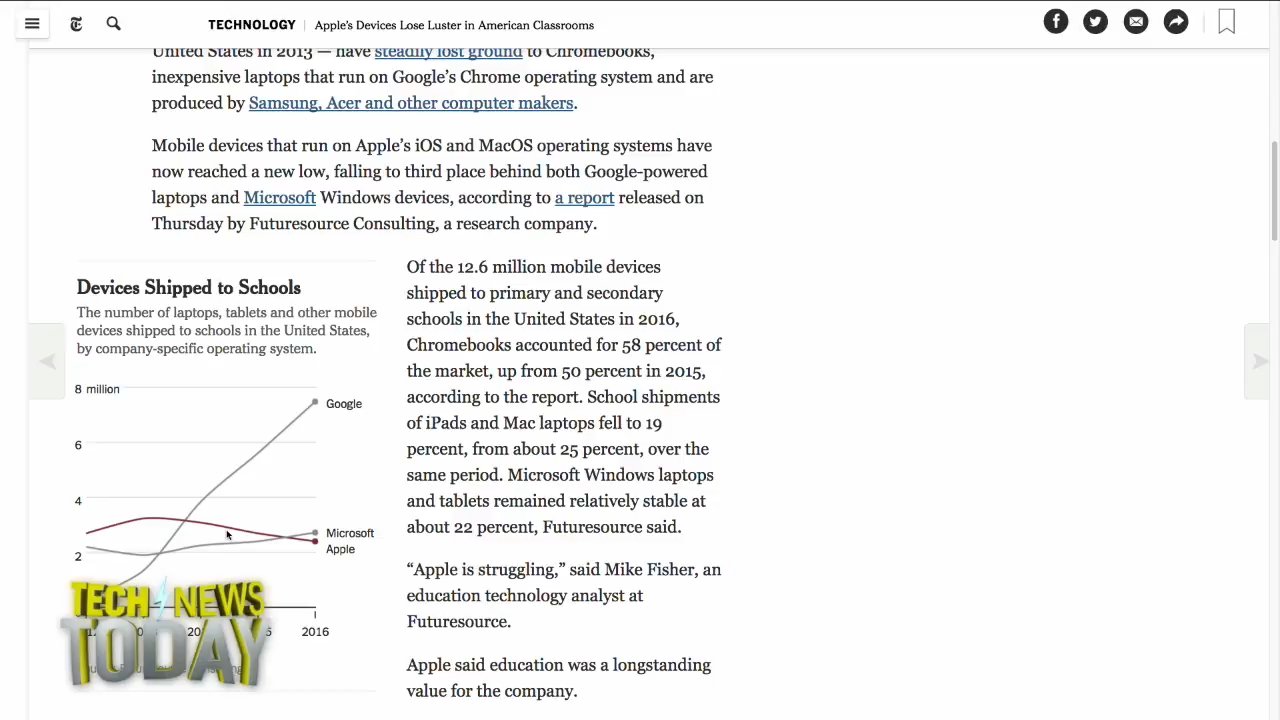 TECHNOLOGY | Apple’s Devices Lose Luster in American Classrooms
United States in 2013 — have steadily lost ground to Chromebooks,
inexpensive laptops that run on Google’s Chrome operating system and are
produced by Samsung, Acer and other computer makers.
Mobile devices that run on Apple’s iOS and MacOS operating systems have
now reached a new low, falling to third place behind both Google-powered
laptops and Microsoft Windows devices, according to a report released on
Thursday by Futuresource Consulting, a research company.
Devices Shipped to Schools
The number of laptops, tablets and other mobile
devices shipped to schools in the United States,
by company-specific operating system.
8 million
Google
6
4
Microsoft
Apple
2
2016
TECH NEWS
TODAY
Of the 12.6 million mobile devices
shipped to primary and secondary
schools in the United States in 2016,
Chromebooks accounted for 58 percent of
the market, up from 50 percent in 2015,
according to the report. School shipments
of iPads and Mac laptops fell to 19
percent, from about 25 percent, over the
same period. Microsoft Windows laptops
and tablets remained relatively stable at
about 22 percent, Futuresource said.
“Apple is struggling,” said Mike Fisher, an
education technology analyst at
Futuresource.
Apple said education was a longstanding
value for the company.